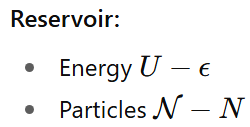 Reservoir:
• Energy U − ϵ
• Particles 𝒩 − N